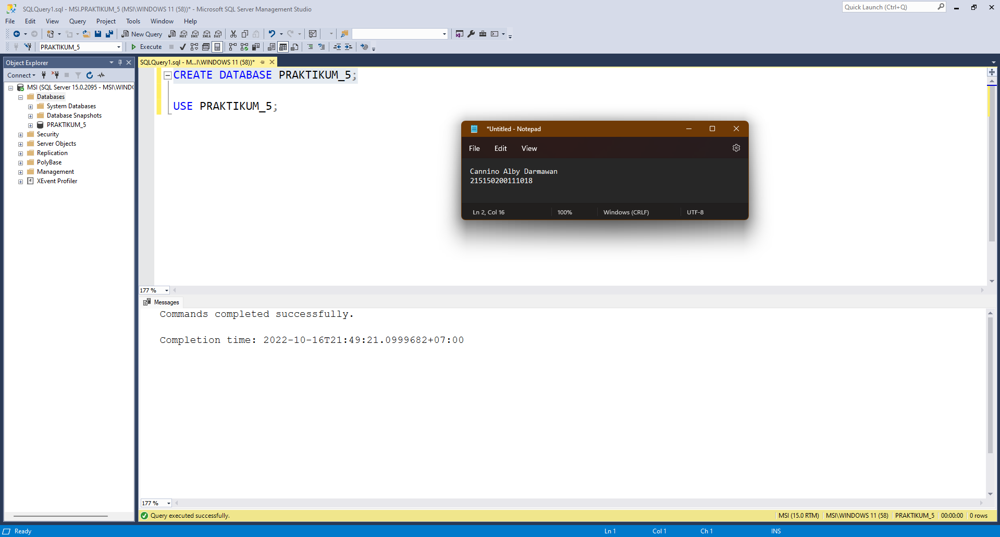 SQLQuery1.sql - MSI.PRAKTIKUM_5 (MSI\WINDOWS 11 (58))* - Microsoft SQL Server Management Studio
Quick Launch (Ctrl+Q)
File Edit View Query Project Tools Window Help
New Query
MDX DMX XMLA DAX
PRAKTIKUM_5
Execute
Object Explorer
Connect
MSI (SQL Server 15.0.2095 - MSI\WIND
Databases
System Databases
Database Snapshots
PRAKTIKUM_5
Security
Server Objects
Replication
PolyBase
Management
XEvent Profiler
SQLQuery1.sql - M...I\WINDOWS 11 (58))*
CREATE DATABASE PRAKTIKUM_5;
USE PRAKTIKUM_5;
*Untitled - Notepad
File Edit View
Cannino Alby Darmawan
215150200111018
Ln 2, Col 16 100% Windows (CRLF) UTF-8
177 %
Messages
Commands completed successfully.
Completion time: 2022-10-16T21:49:21.0999682+07:00
177 %
Query executed successfully.
MSI (15.0 RTM) MSI\WINDOWS 11 (58) PRAKTIKUM_5 00:00:00 0 rows
Ready Ln 1 Col 1 Ch 1 INS